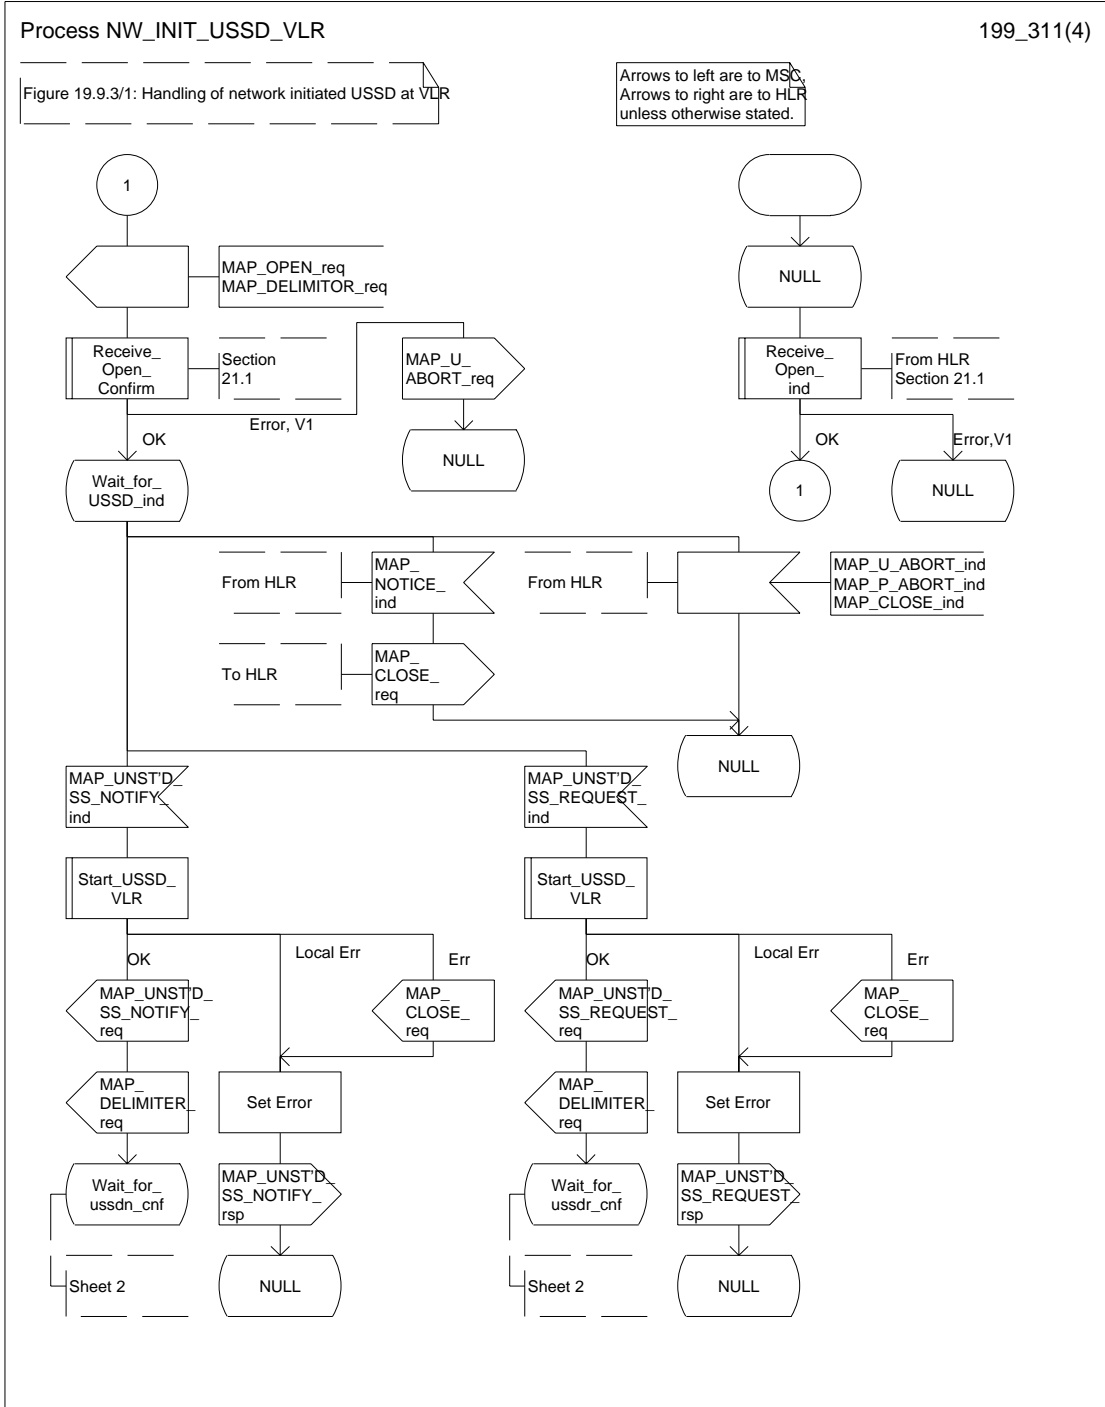 Process NW_INIT_USSD_VLR
199_311(4)
Figure 19.9.3/1: Handling of network initiated USSD at VLR
Arrows to left are to MSC,
Arrows to right are to HLR
unless otherwise stated.
1
MAP_OPEN_req
MAP_DELIMITOR_req
NULL
Receive_
Open_
Confirm
Section
21.1
MAP_U_
ABORT_req
Receive_
Open_
ind
From HLR
Section 21.1
Error, V1
OK
NULL
OK
Error,V1
Wait_for_
USSD_ind
1
NULL
From HLR
MAP_
NOTICE_
ind
From HLR
MAP_U_ABORT_ind
MAP_P_ABORT_ind
MAP_CLOSE_ind
To HLR
MAP_
CLOSE_
req
NULL
MAP_UNST'D_
SS_NOTIFY_
ind
MAP_UNST'D_
SS_REQUEST_
ind
Start_USSD_
VLR
Start_USSD_
VLR
OK
Local Err
Err
OK
Local Err
Err
MAP_UNST'D_
SS_NOTIFY_
req
MAP_
CLOSE_
req
MAP_UNST'D_
SS_REQUEST_
req
MAP_
CLOSE_
req
MAP_
DELIMITER_
req
Set Error
MAP_
DELIMITER_
req
Set Error
Wait_for_
ussdn_cnf
MAP_UNST'D_
SS_NOTIFY_
rsp
Wait_for_
ussdr_cnf
MAP_UNST'D_
SS_REQUEST_
rsp
Sheet 2
NULL
Sheet 2
NULL